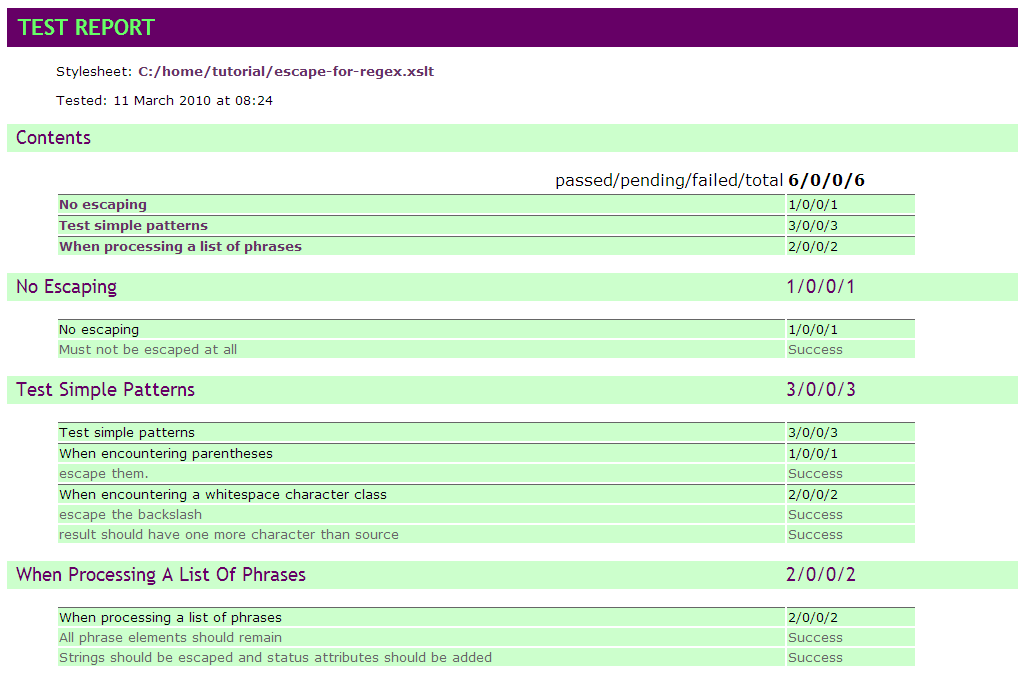 TEST REPORT
Stylesheet: C:/home/tutorial/escape-for-regex.xslt
Tested: 11 March 2010 at 08:24
Contents
passed/pending/failed/total 6/0/0/6
No escaping 1/0/0/1
Test simple patterns 3/0/0/3
When processing a list of phrases 2/0/0/2
No Escaping 1/0/0/1
No escaping 1/0/0/1
Must not be escaped at all Success
Test Simple Patterns 3/0/0/3
Test simple patterns 3/0/0/3
When encountering parentheses 1/0/0/1
escape them. Success
When encountering a whitespace character class 2/0/0/2
escape the backslash Success
result should have one more character than source Success
When Processing A List Of Phrases 2/0/0/2
When processing a list of phrases 2/0/0/2
All phrase elements should remain Success
Strings should be escaped and status attributes should be added Success